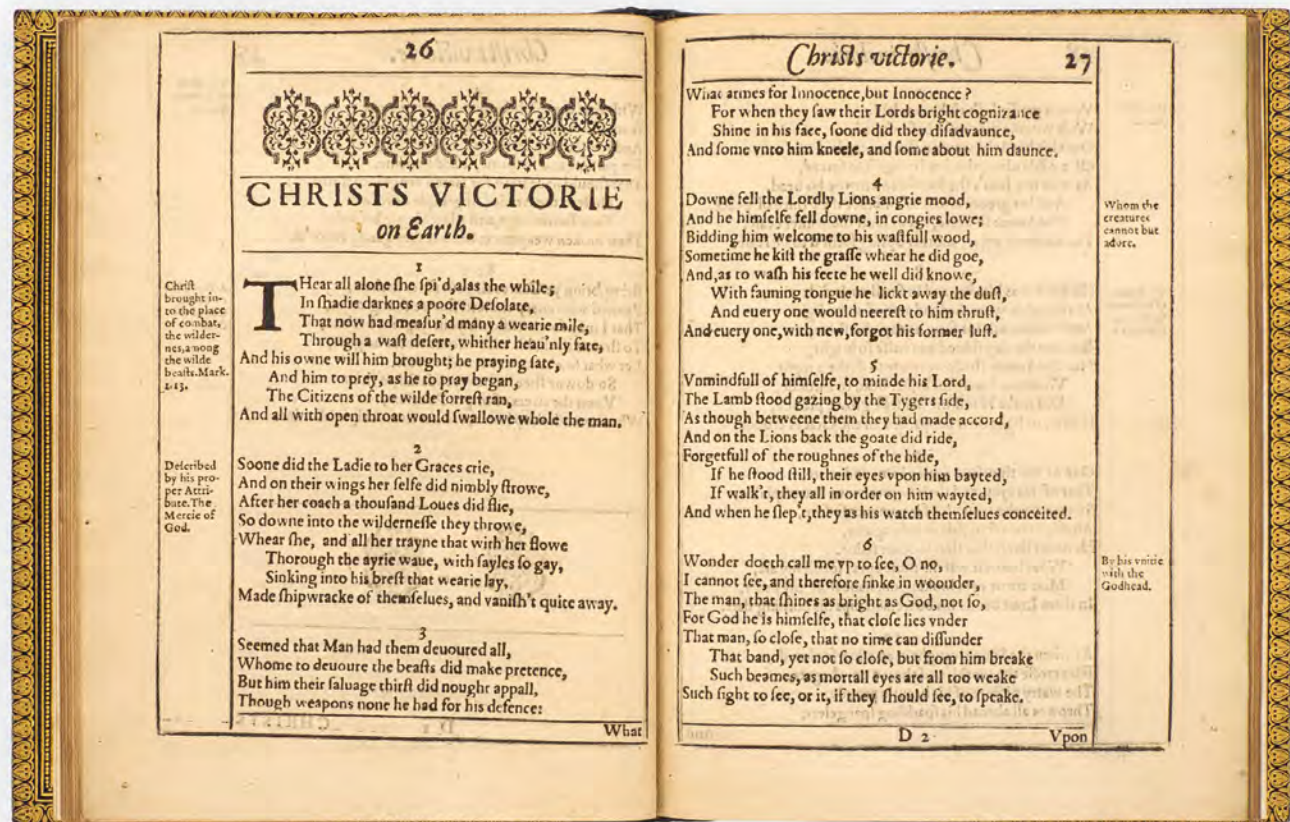 26
CHRISTS VICTORIE
on Earth.
Christ
brought in-
to the place
of combat,
the wilder-
nes, among
the wilde
beasts. Mark.
1.13.
1
THear all alone ſhe ſpi'd, alas the while;
In ſhadie darknes a poore Deſolate,
That now had meaſur'd many a wearie mile,
Through a waſt deſert, whither heau'nly fate,
And his owne will him brought; he praying ſate,
And him to prey, as he to pray began,
The Citizens of the wilde forreſt ran,
And all with open throat would ſwallowe whole the man.
Deſcribed
by his pro-
per Attri-
bute. The
Mercie of
God.
2
Soone did the Ladie to her Graces crie,
And on their wings her ſelfe did nimbly ſtrowe,
After her coach a thouſand Loues did flie,
So downe into the wilderneſſe they throwe,
Whear ſhe, and all her trayne that with her flowe
Thorough the ayrie waue, with ſayles ſo gay,
Sinking into his breſt that wearie lay,
Made ſhipwracke of themſelues, and vaniſh't quite away.
3
Seemed that Man had them deuoured all,
Whome to deuoure the beaſts did make pretence,
But him their ſaluage thirſt did nought appall,
Though weapons none he had for his defence:
What
Chriſts victorie. 27
What armes for Innocence, but Innocence?
For when they ſaw their Lords bright cognizance
Shine in his face, ſoone did they diſadvaunce,
And ſome vnto him kneele, and ſome about him daunce.
Whom the
creatures
cannot but
adore.
4
Downe fell the Lordly Lions angrie mood,
And he himſelfe fell downe, in congies lowe;
Bidding him welcome to his waſtfull wood,
Sometime he kiſt the graſſe whear he did goe,
And, as to waſh his feete he well did knowe,
With fauning tongue he lickt away the duſt,
And euery one would neereſt to him thruſt,
And euery one, with new, forgot his former luſt.
5
Vnmindfull of himſelfe, to minde his Lord,
The Lamb ſtood gazing by the Tygers ſide,
As though betweene them they had made accord,
And on the Lions back the goate did ride,
Forgetfull of the roughnes of the hide,
If he ſtood ſtill, their eyes vpon him bayted,
If walk't, they all in order on him wayted,
And when he ſlep't, they as his watch themſelues conceited.
By his vnitie
with the
Godhead.
6
Wonder doeth call me vp to ſee, O no,
I cannot ſee, and therefore ſinke in woonder,
The man, that ſhines as bright as God, not ſo,
For God he is himſelfe, that cloſe lies vnder
That man, ſo cloſe, that no time can diſſunder
That band, yet not ſo cloſe, but from him breake
Such beames, as mortall eyes are all too weake
Such ſight to ſee, or it, if they ſhould ſee, to ſpeake.
D 2 Vpon